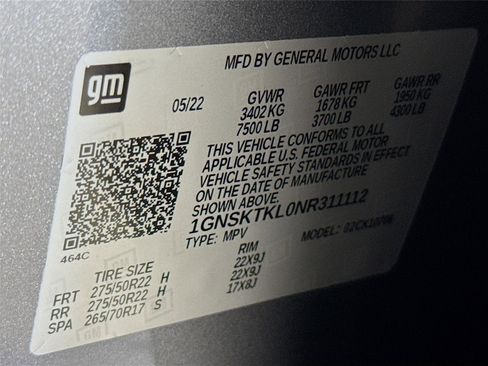 gm
MFD BY GENERAL MOTORS LLC
05/22 GVWR GAWR FRT GAWR RR
3402 KG 1678 KG 1950 KG
7500 LB 3700 LB 4300 LB
THIS VEHICLE CONFORMS TO ALL
APPLICABLE U.S. FEDERAL MOTOR
VEHICLE SAFETY STANDARDS IN EFFECT
ON THE DATE OF MANUFACTURE
SHOWN ABOVE.
1GNSKTKL0NR311112
TYPE: MPV MODEL:
464C
TIRE SIZE RIM
FRT 275/50R22 H 22X9J
RR 275/50R22 H 22X9J
SPA 265/70R17 S 17X8J